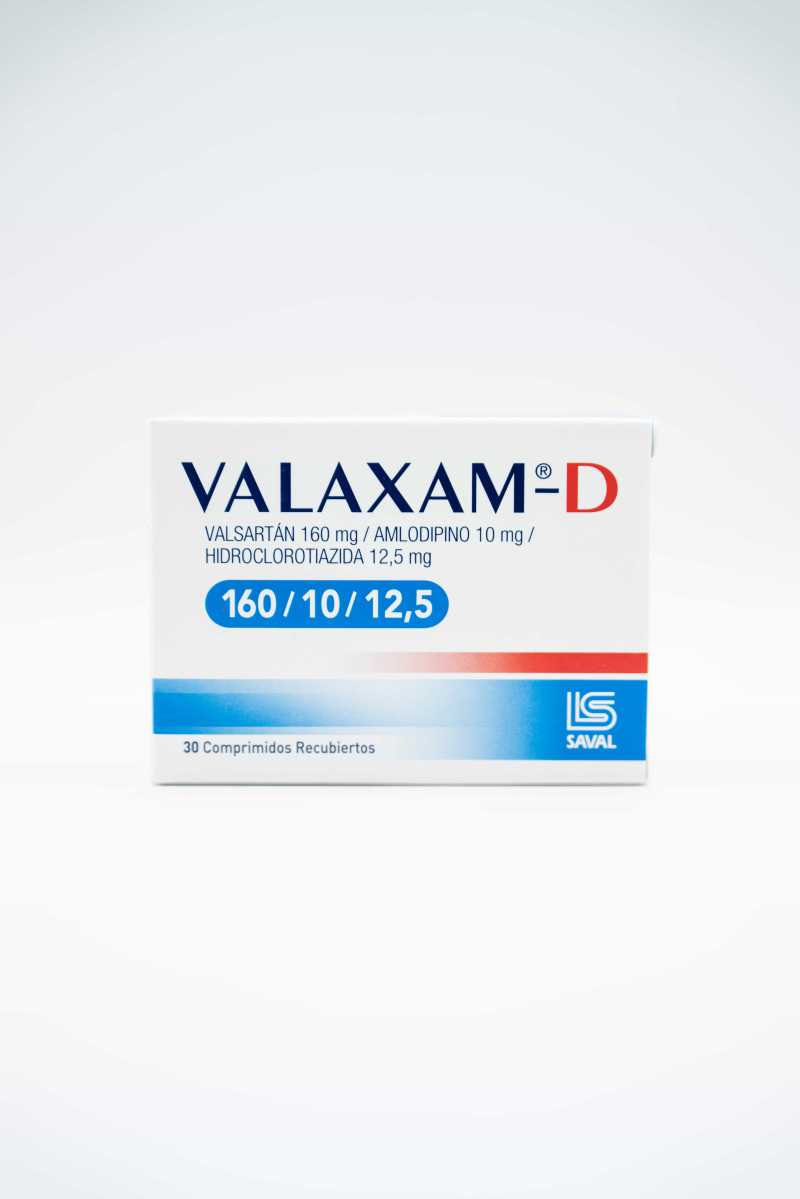 VALAXAM®-D
VALSARTÁN 160 mg / AMLODIPINO 10 mg /
HIDROCLOROTIAZIDA 12,5 mg
160 / 10 / 12,5
30 Comprimidos Recubiertos
SAVAL